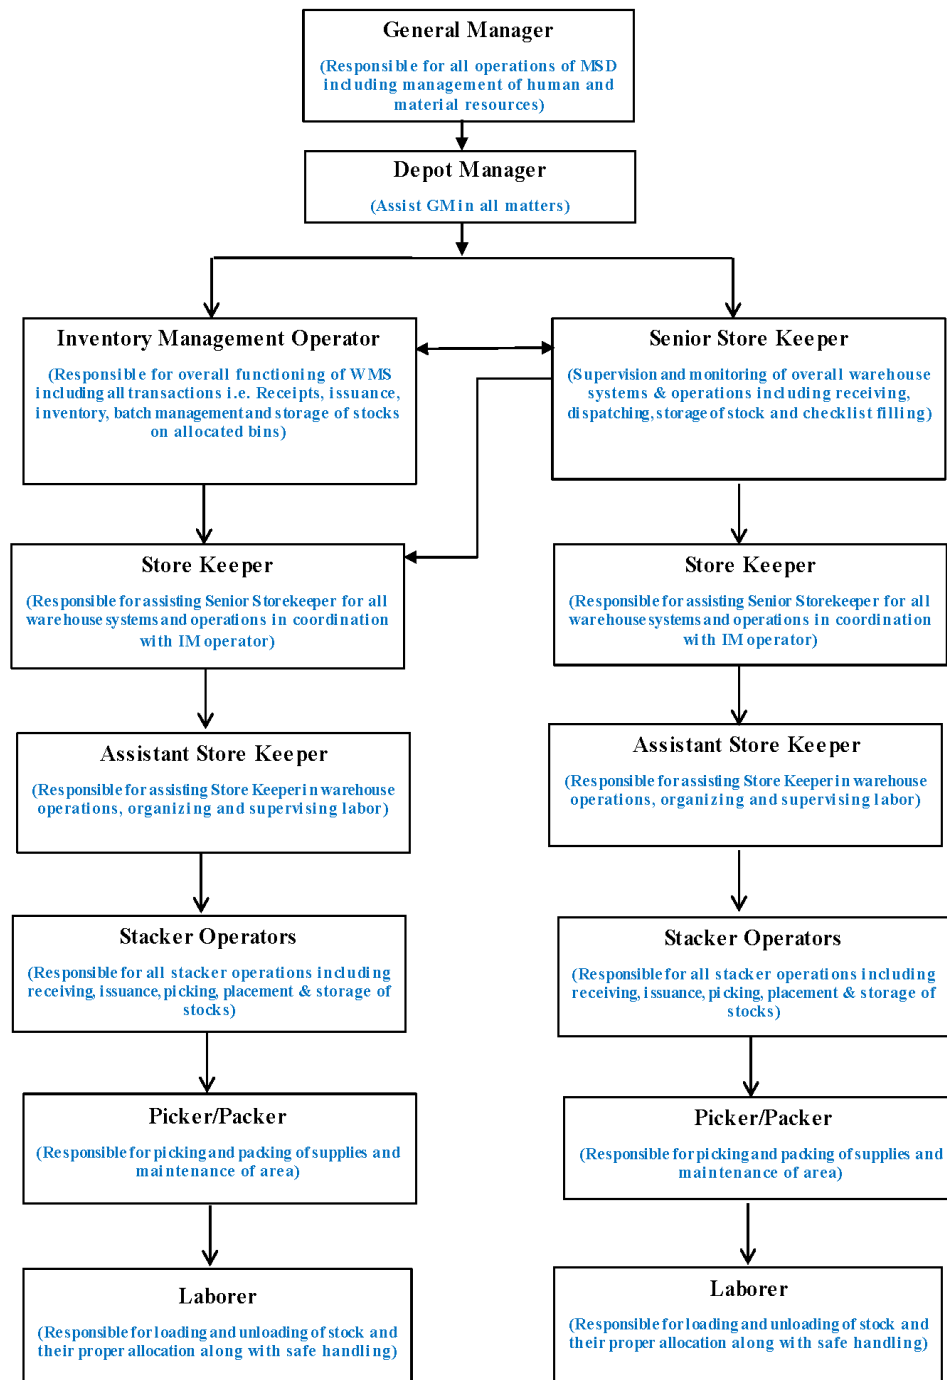 General Manager
(Responsible for all operations of MSD
including management of human and
material resources)
Depot Manager
(Assist GM in all matters)
Inventory Management Operator
(Responsible for overall functioning of WMS
including all transactions i.e. Receipts, issuance,
inventory, batch management and storage of stocks
on allocated bins)
Senior Store Keeper
(Supervision and monitoring of overall warehouse
systems & operations including receiving,
dispatching, storage of stock and checklist filling)
Store Keeper
(Responsible for assisting Senior Storekeeper for all
warehouse systems and operations in coordination
with IM operator)
Store Keeper
(Responsible for assisting Senior Storekeeper for all
warehouse systems and operations in coordination
with IM operator)
Assistant Store Keeper
(Responsible for assisting Store Keeper in warehouse
operations, organizing and supervising labor)
Assistant Store Keeper
(Responsible for assisting Store Keeper in warehouse
operations, organizing and supervising labor)
Stacker Operators
(Responsible for all stacker operations including
receiving, issuance, picking, placement & storage of
stocks)
Stacker Operators
(Responsible for all stacker operations including
receiving, issuance, picking, placement & storage of
stocks)
Picker/Packer
(Responsible for picking and packing of supplies and
maintenance of area)
Picker/Packer
(Responsible for picking and packing of supplies and
maintenance of area)
Laborer
(Responsible for loading and unloading of stock and
their proper allocation along with safe handling)
Laborer
(Responsible for loading and unloading of stock and
their proper allocation along with safe handling)